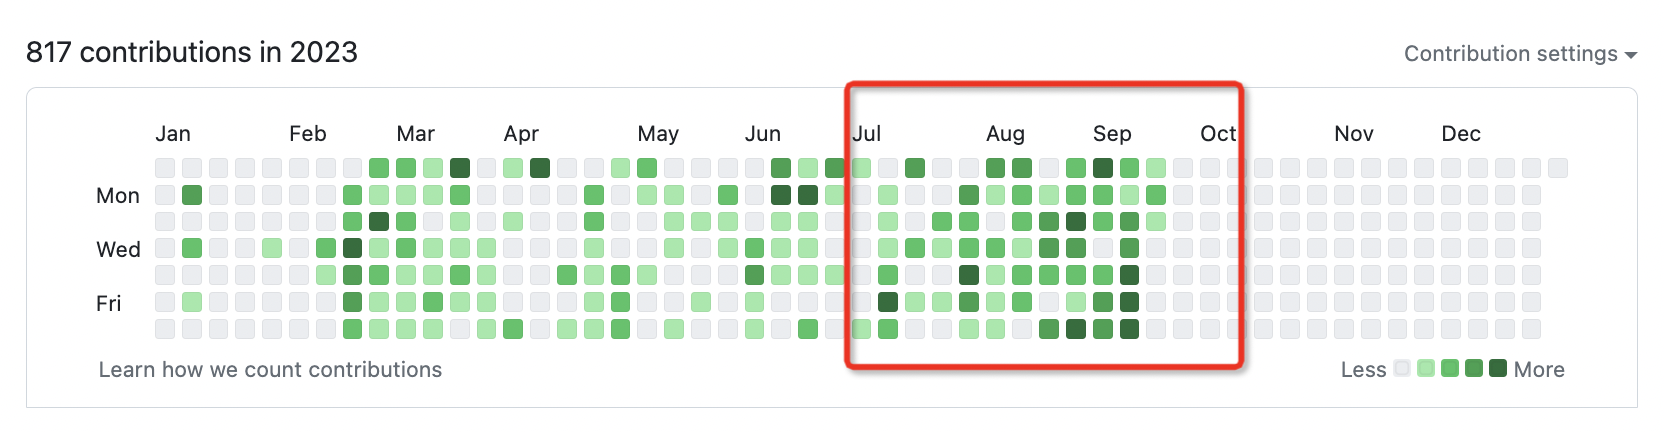 817 contributions in 2023
Contribution settings
Jan Feb Mar Apr May Jun Jul Aug Sep Oct Nov Dec
Mon
Wed
Fri
Learn how we count contributions
Less More